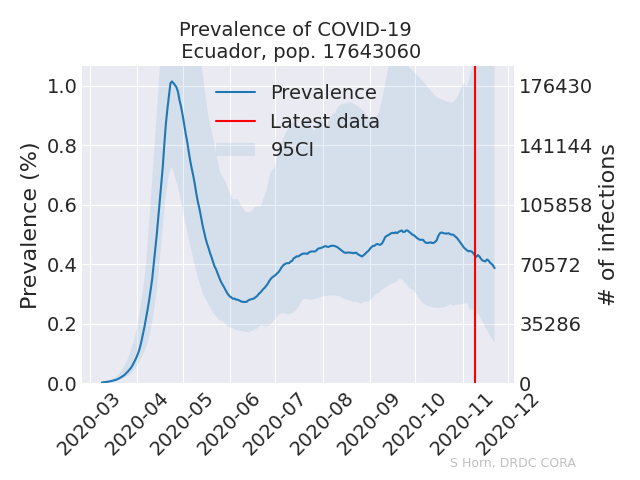 Prevalence of COVID-19
Ecuador, pop. 17643060
Prevalence
Latest data
95CI
Prevalence (%)
1.0
0.8
0.6
0.4
0.2
0.0
176430
141144
105858
70572
35286
0
# of infections
2020-03
2020-04
2020-05
2020-06
2020-07
2020-08
2020-09
2020-10
2020-11
2020-12
S Horn, DRDC CORA